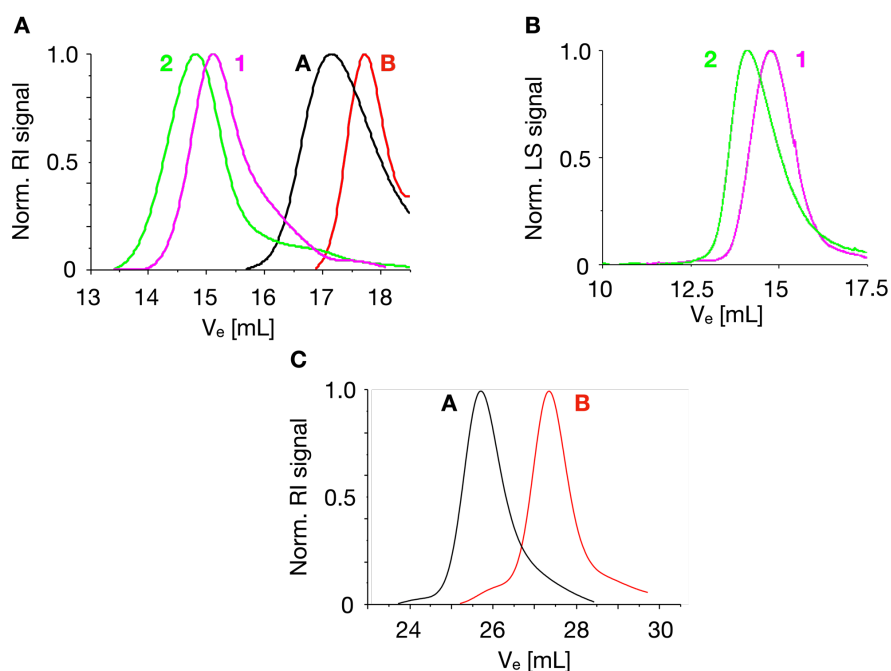 A
2 1 A B
Norm. RI signal
1.0
0.5
0
13 14 15 16 17 18
Vₑ [mL]
B
2 1
Norm. LS signal
1.0
0.5
0
10 12.5 15 17.5
Vₑ [mL]
C
A B
Norm. RI signal
1.0
0.5
0
24 26 28 30
Vₑ [mL]